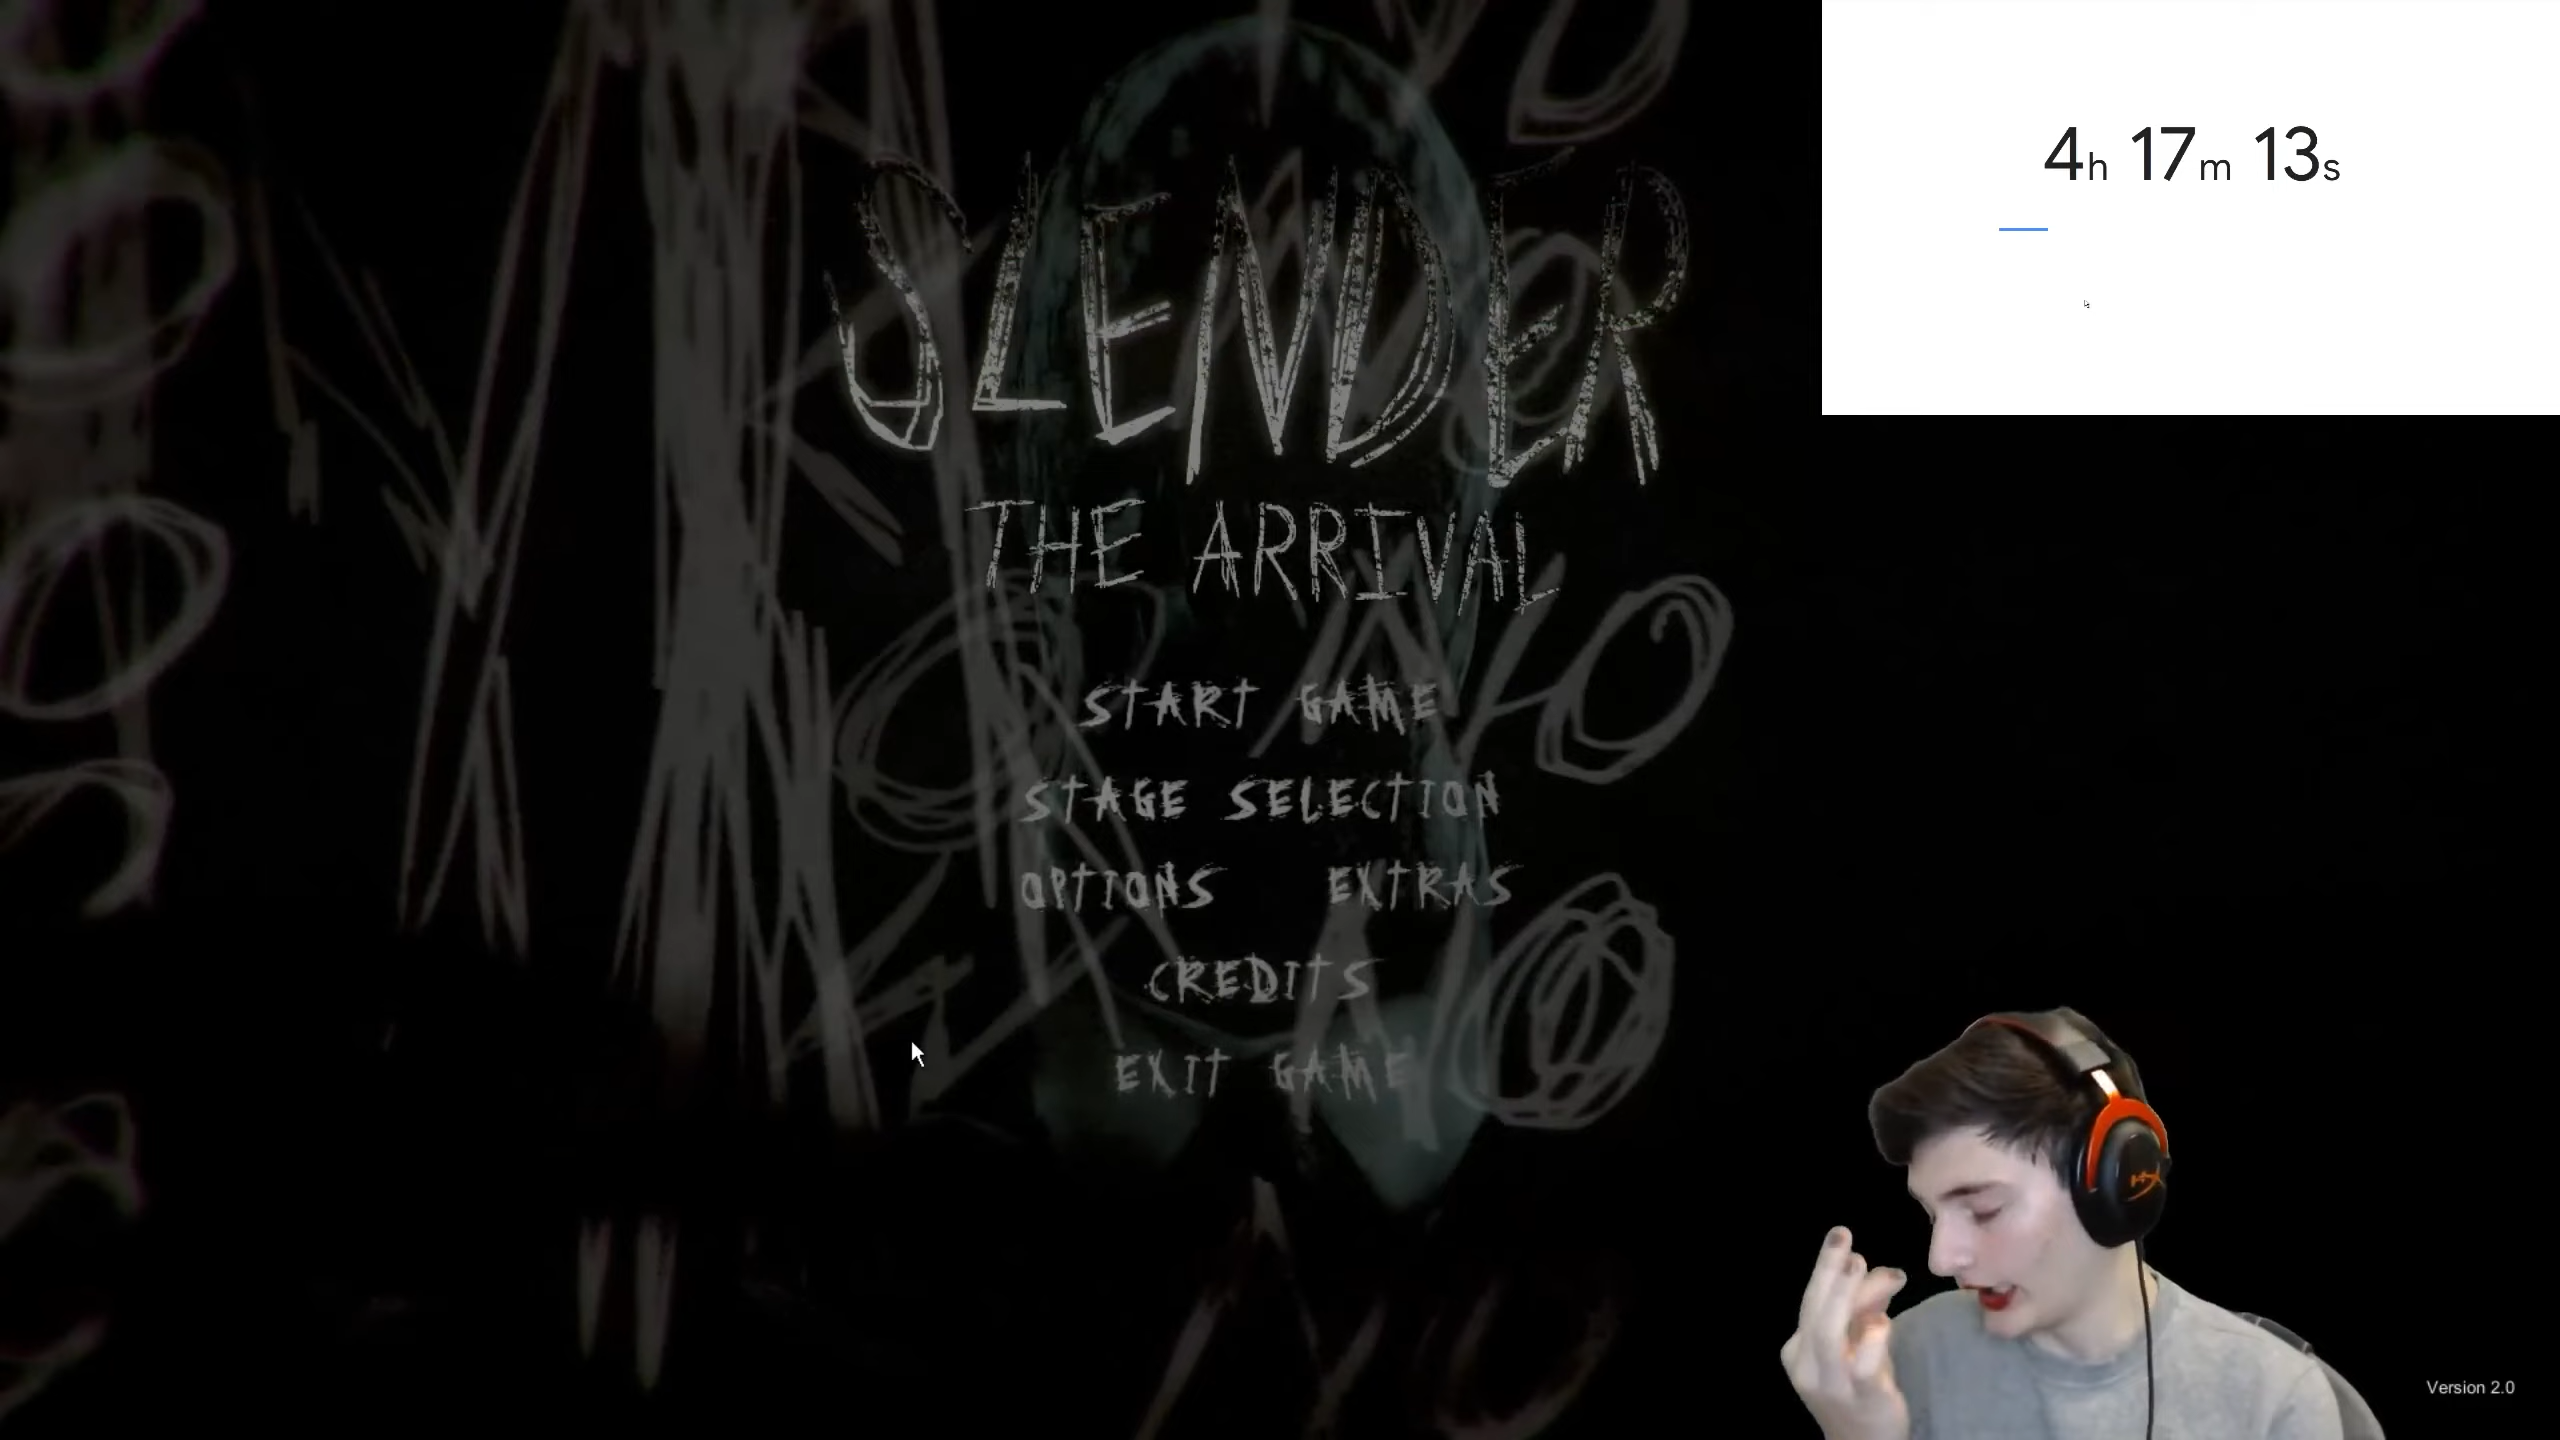 SLENDER
THE ARRIVAL
START GAME
STAGE SELECTION
OPTIONS EXTRAS
CREDITS
EXIT GAME
4h 17m 13s
Version 2.0